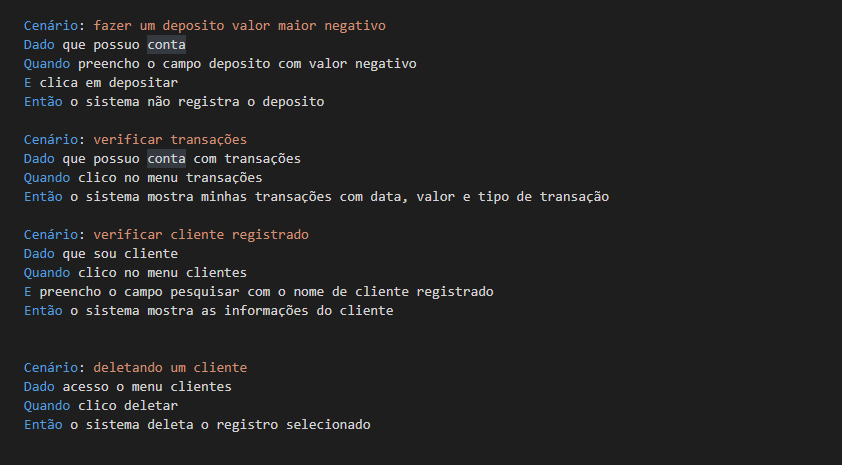 Cenário: fazer um deposito valor maior negativo
Dado que possuo conta
Quando preencho o campo deposito com valor negativo
E clica em depositar
Então o sistema não registra o deposito
Cenário: verificar transações
Dado que possuo conta com transações
Quando clico no menu transações
Então o sistema mostra minhas transações com data, valor e tipo de transação
Cenário: verificar cliente registrado
Dado que sou cliente
Quando clico no menu clientes
E preencho o campo pesquisar com o nome de cliente registrado
Então o sistema mostra as informações do cliente
Cenário: deletando um cliente
Dado acesso o menu clientes
Quando clico deletar
Então o sistema deleta o registro selecionado